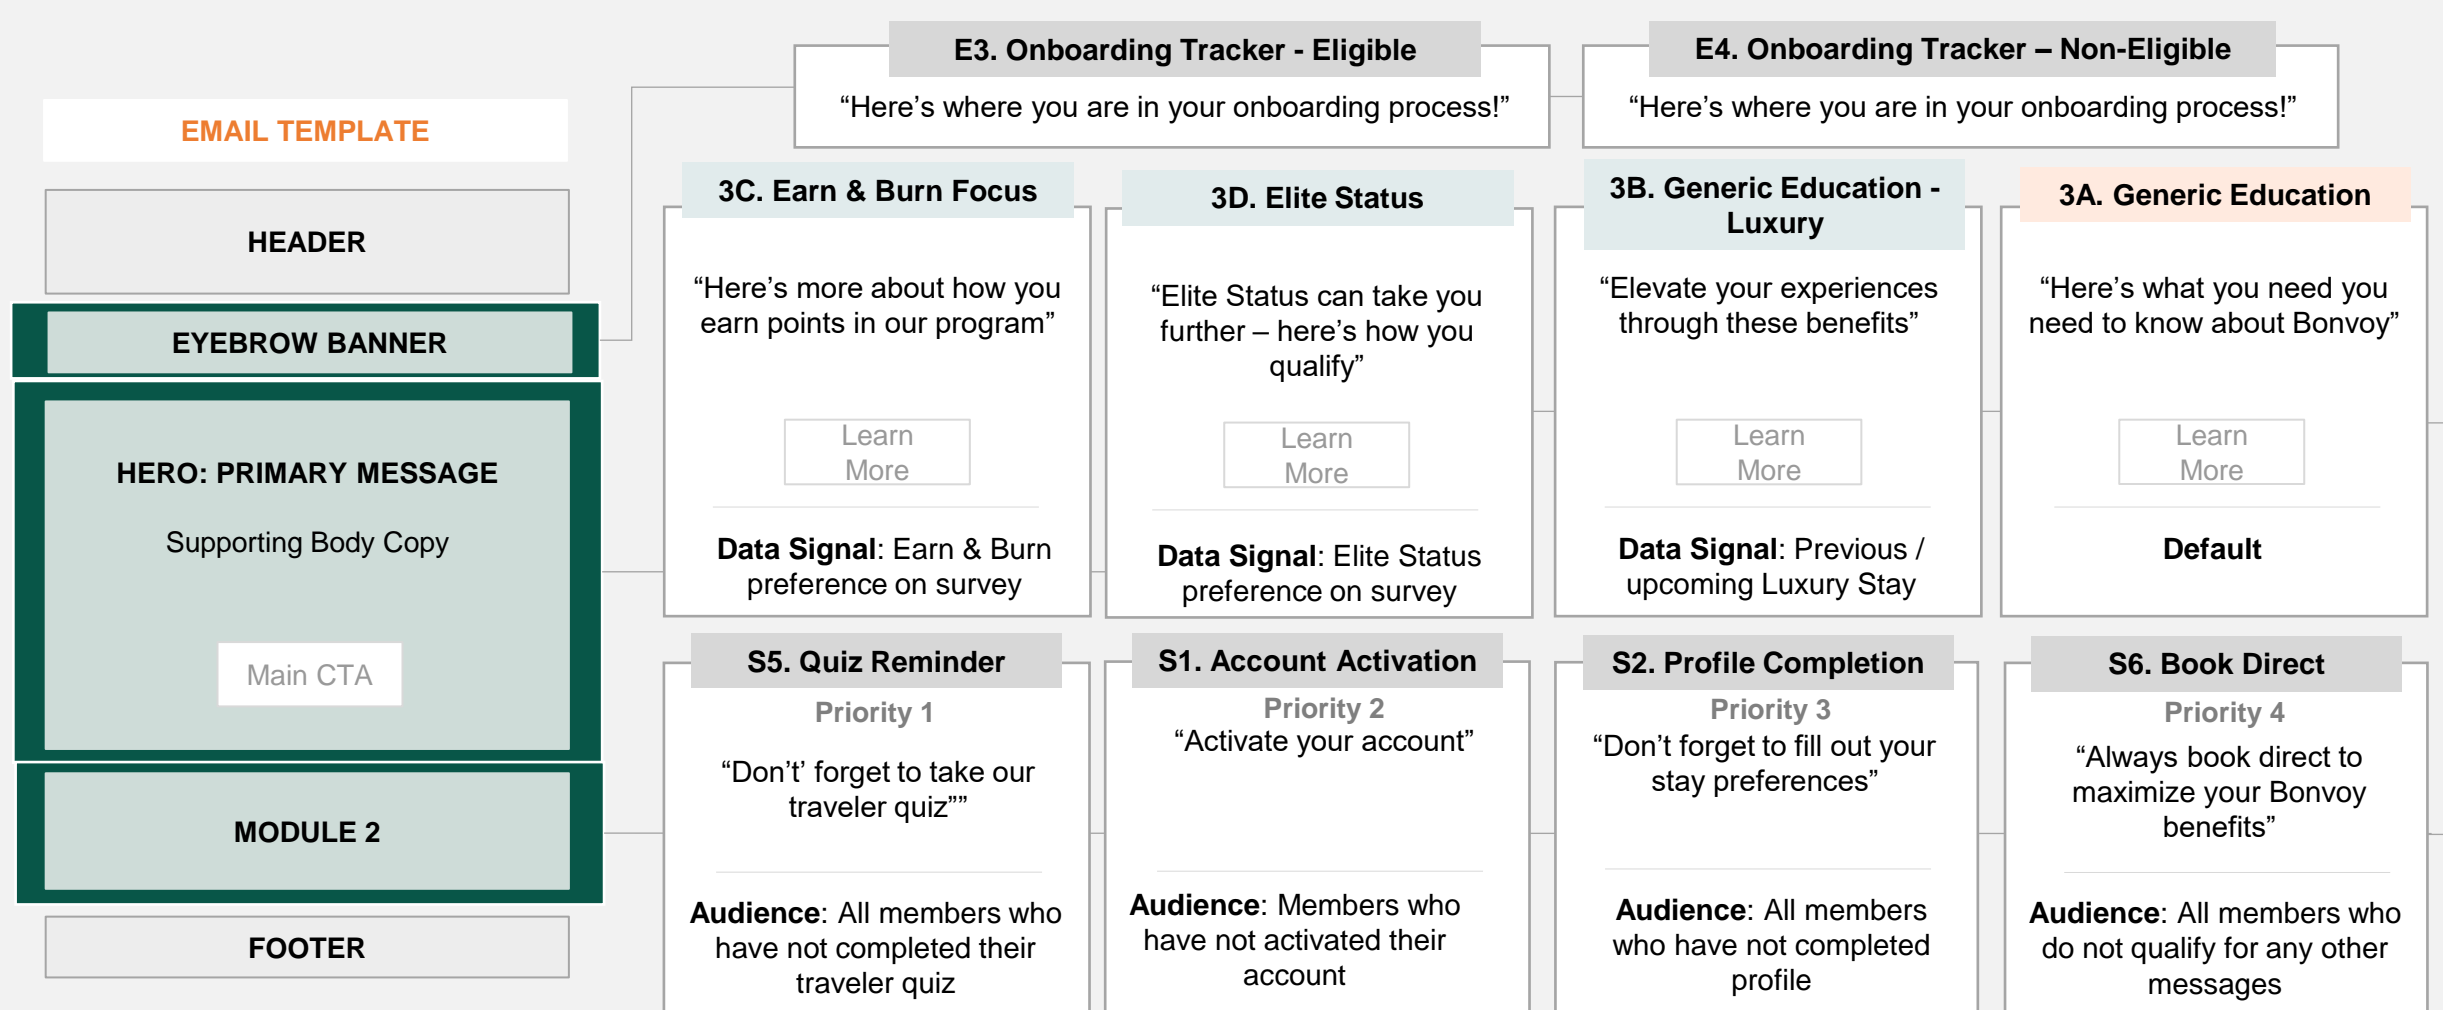 EMAIL TEMPLATE
HEADER
EYEBROW BANNER
HERO: PRIMARY MESSAGE
Supporting Body Copy
Main CTA
MODULE 2
FOOTER
E3. Onboarding Tracker - Eligible
“Here’s where you are in your onboarding process!”
E4. Onboarding Tracker – Non-Eligible
“Here’s where you are in your onboarding process!”
3C. Earn & Burn Focus
“Here’s more about how you
earn points in our program”
Learn
More
Data Signal: Earn & Burn
preference on survey
3D. Elite Status
“Elite Status can take you
further – here’s how you
qualify”
Learn
More
Data Signal: Elite Status
preference on survey
3B. Generic Education -
Luxury
“Elevate your experiences
through these benefits”
Learn
More
Data Signal: Previous /
upcoming Luxury Stay
3A. Generic Education
“Here’s what you need you
need to know about Bonvoy”
Learn
More
Default
S5. Quiz Reminder
Priority 1
“Don’t’ forget to take our
traveler quiz””
Audience: All members who
have not completed their
traveler quiz
S1. Account Activation
Priority 2
“Activate your account”
Audience: Members who
have not activated their
account
S2. Profile Completion
Priority 3
“Don’t forget to fill out your
stay preferences”
Audience: All members
who have not completed
profile
S6. Book Direct
Priority 4
“Always book direct to
maximize your Bonvoy
benefits”
Audience: All members who
do not qualify for any other
messages